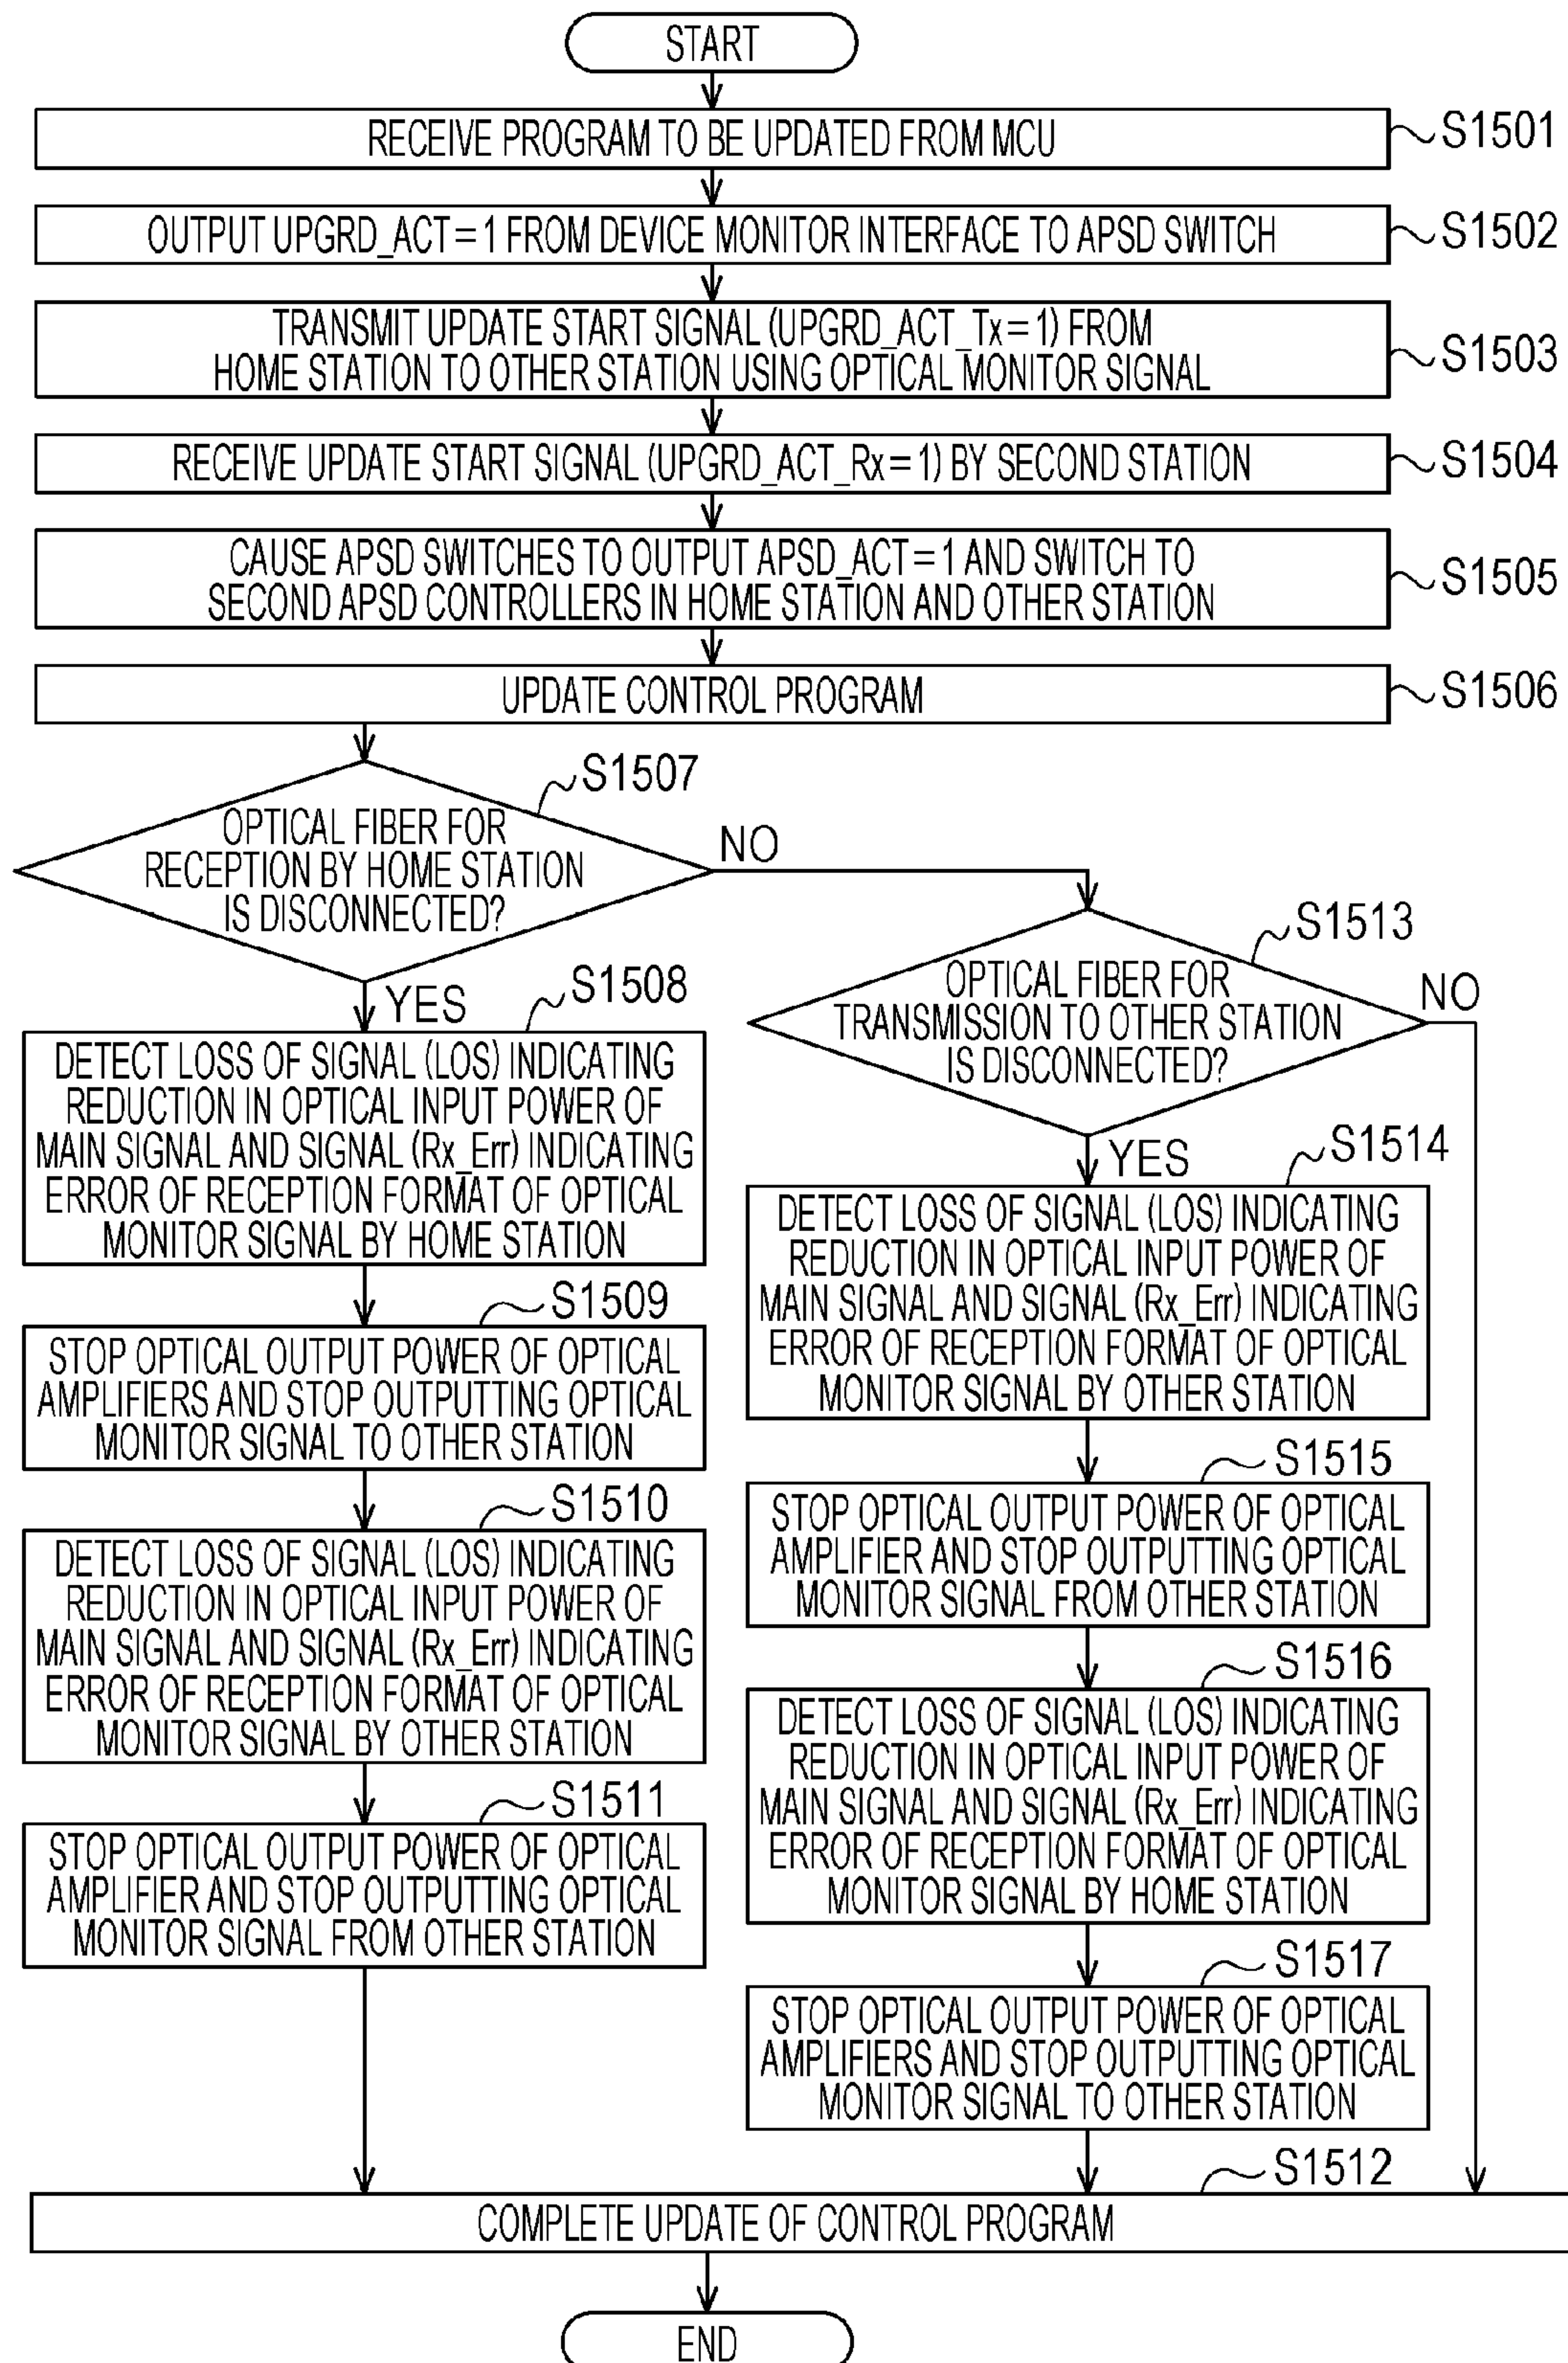 START
RECEIVE PROGRAM TO BE UPDATED FROM MCU
S1501
OUTPUT UPGRD_ACT=1 FROM DEVICE MONITOR INTERFACE TO APSD SWITCH
S1502
TRANSMIT UPDATE START SIGNAL (UPGRD_ACT_Tx=1) FROM
HOME STATION TO OTHER STATION USING OPTICAL MONITOR SIGNAL
S1503
RECEIVE UPDATE START SIGNAL (UPGRD_ACT_Rx=1) BY SECOND STATION
S1504
CAUSE APSD SWITCHES TO OUTPUT APSD_ACT=1 AND SWITCH TO
SECOND APSD CONTROLLERS IN HOME STATION AND OTHER STATION
S1505
UPDATE CONTROL PROGRAM
S1506
S1507
OPTICAL FIBER FOR
RECEPTION BY HOME STATION
IS DISCONNECTED?
NO
YES
S1508
DETECT LOSS OF SIGNAL (LOS) INDICATING
REDUCTION IN OPTICAL INPUT POWER OF
MAIN SIGNAL AND SIGNAL (Rx_Err) INDICATING
ERROR OF RECEPTION FORMAT OF OPTICAL
MONITOR SIGNAL BY HOME STATION
S1509
STOP OPTICAL OUTPUT POWER OF OPTICAL
AMPLIFIERS AND STOP OUTPUTTING OPTICAL
MONITOR SIGNAL TO OTHER STATION
S1510
DETECT LOSS OF SIGNAL (LOS) INDICATING
REDUCTION IN OPTICAL INPUT POWER OF
MAIN SIGNAL AND SIGNAL (Rx_Err) INDICATING
ERROR OF RECEPTION FORMAT OF OPTICAL
MONITOR SIGNAL BY OTHER STATION
S1511
STOP OPTICAL OUTPUT POWER OF OPTICAL
AMPLIFIER AND STOP OUTPUTTING OPTICAL
MONITOR SIGNAL FROM OTHER STATION
S1513
OPTICAL FIBER FOR
TRANSMISSION TO OTHER STATION
IS DISCONNECTED?
NO
YES
S1514
DETECT LOSS OF SIGNAL (LOS) INDICATING
REDUCTION IN OPTICAL INPUT POWER OF
MAIN SIGNAL AND SIGNAL (Rx_Err) INDICATING
ERROR OF RECEPTION FORMAT OF OPTICAL
MONITOR SIGNAL BY OTHER STATION
S1515
STOP OPTICAL OUTPUT POWER OF OPTICAL
AMPLIFIER AND STOP OUTPUTTING OPTICAL
MONITOR SIGNAL FROM OTHER STATION
S1516
DETECT LOSS OF SIGNAL (LOS) INDICATING
REDUCTION IN OPTICAL INPUT POWER OF
MAIN SIGNAL AND SIGNAL (Rx_Err) INDICATING
ERROR OF RECEPTION FORMAT OF OPTICAL
MONITOR SIGNAL BY HOME STATION
S1517
STOP OPTICAL OUTPUT POWER OF OPTICAL
AMPLIFIERS AND STOP OUTPUTTING OPTICAL
MONITOR SIGNAL TO OTHER STATION
S1512
COMPLETE UPDATE OF CONTROL PROGRAM
END